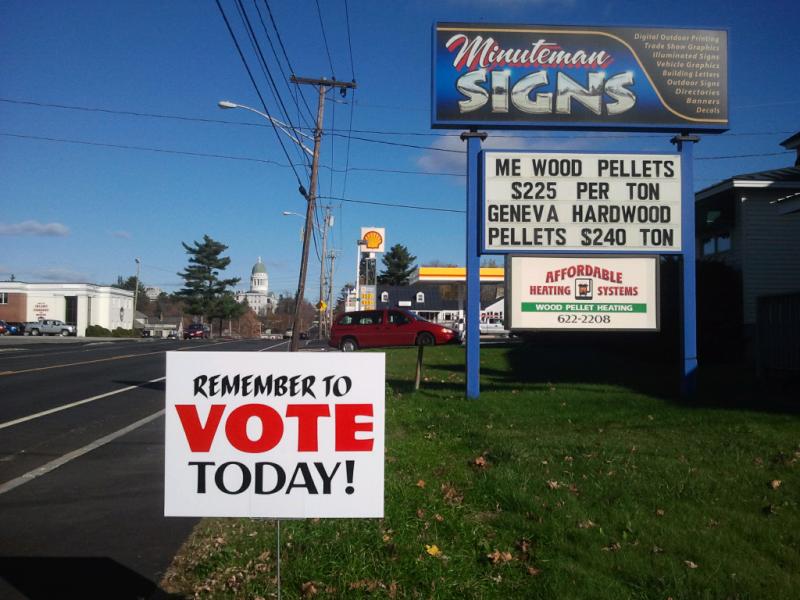 Minuteman
SIGNS
Digital Outdoor Printing
Trade Show Graphics
Illuminated Signs
Vehicle Graphics
Building Letters
Outdoor Signs
Directories
Banners
Decals
ME WOOD PELLETS
$225 PER TON
GENEVA HARDWOOD
PELLETS $240 TON
AFFORDABLE
HEATING SYSTEMS
WOOD PELLET HEATING
622-2208
REMEMBER TO
VOTE
TODAY!